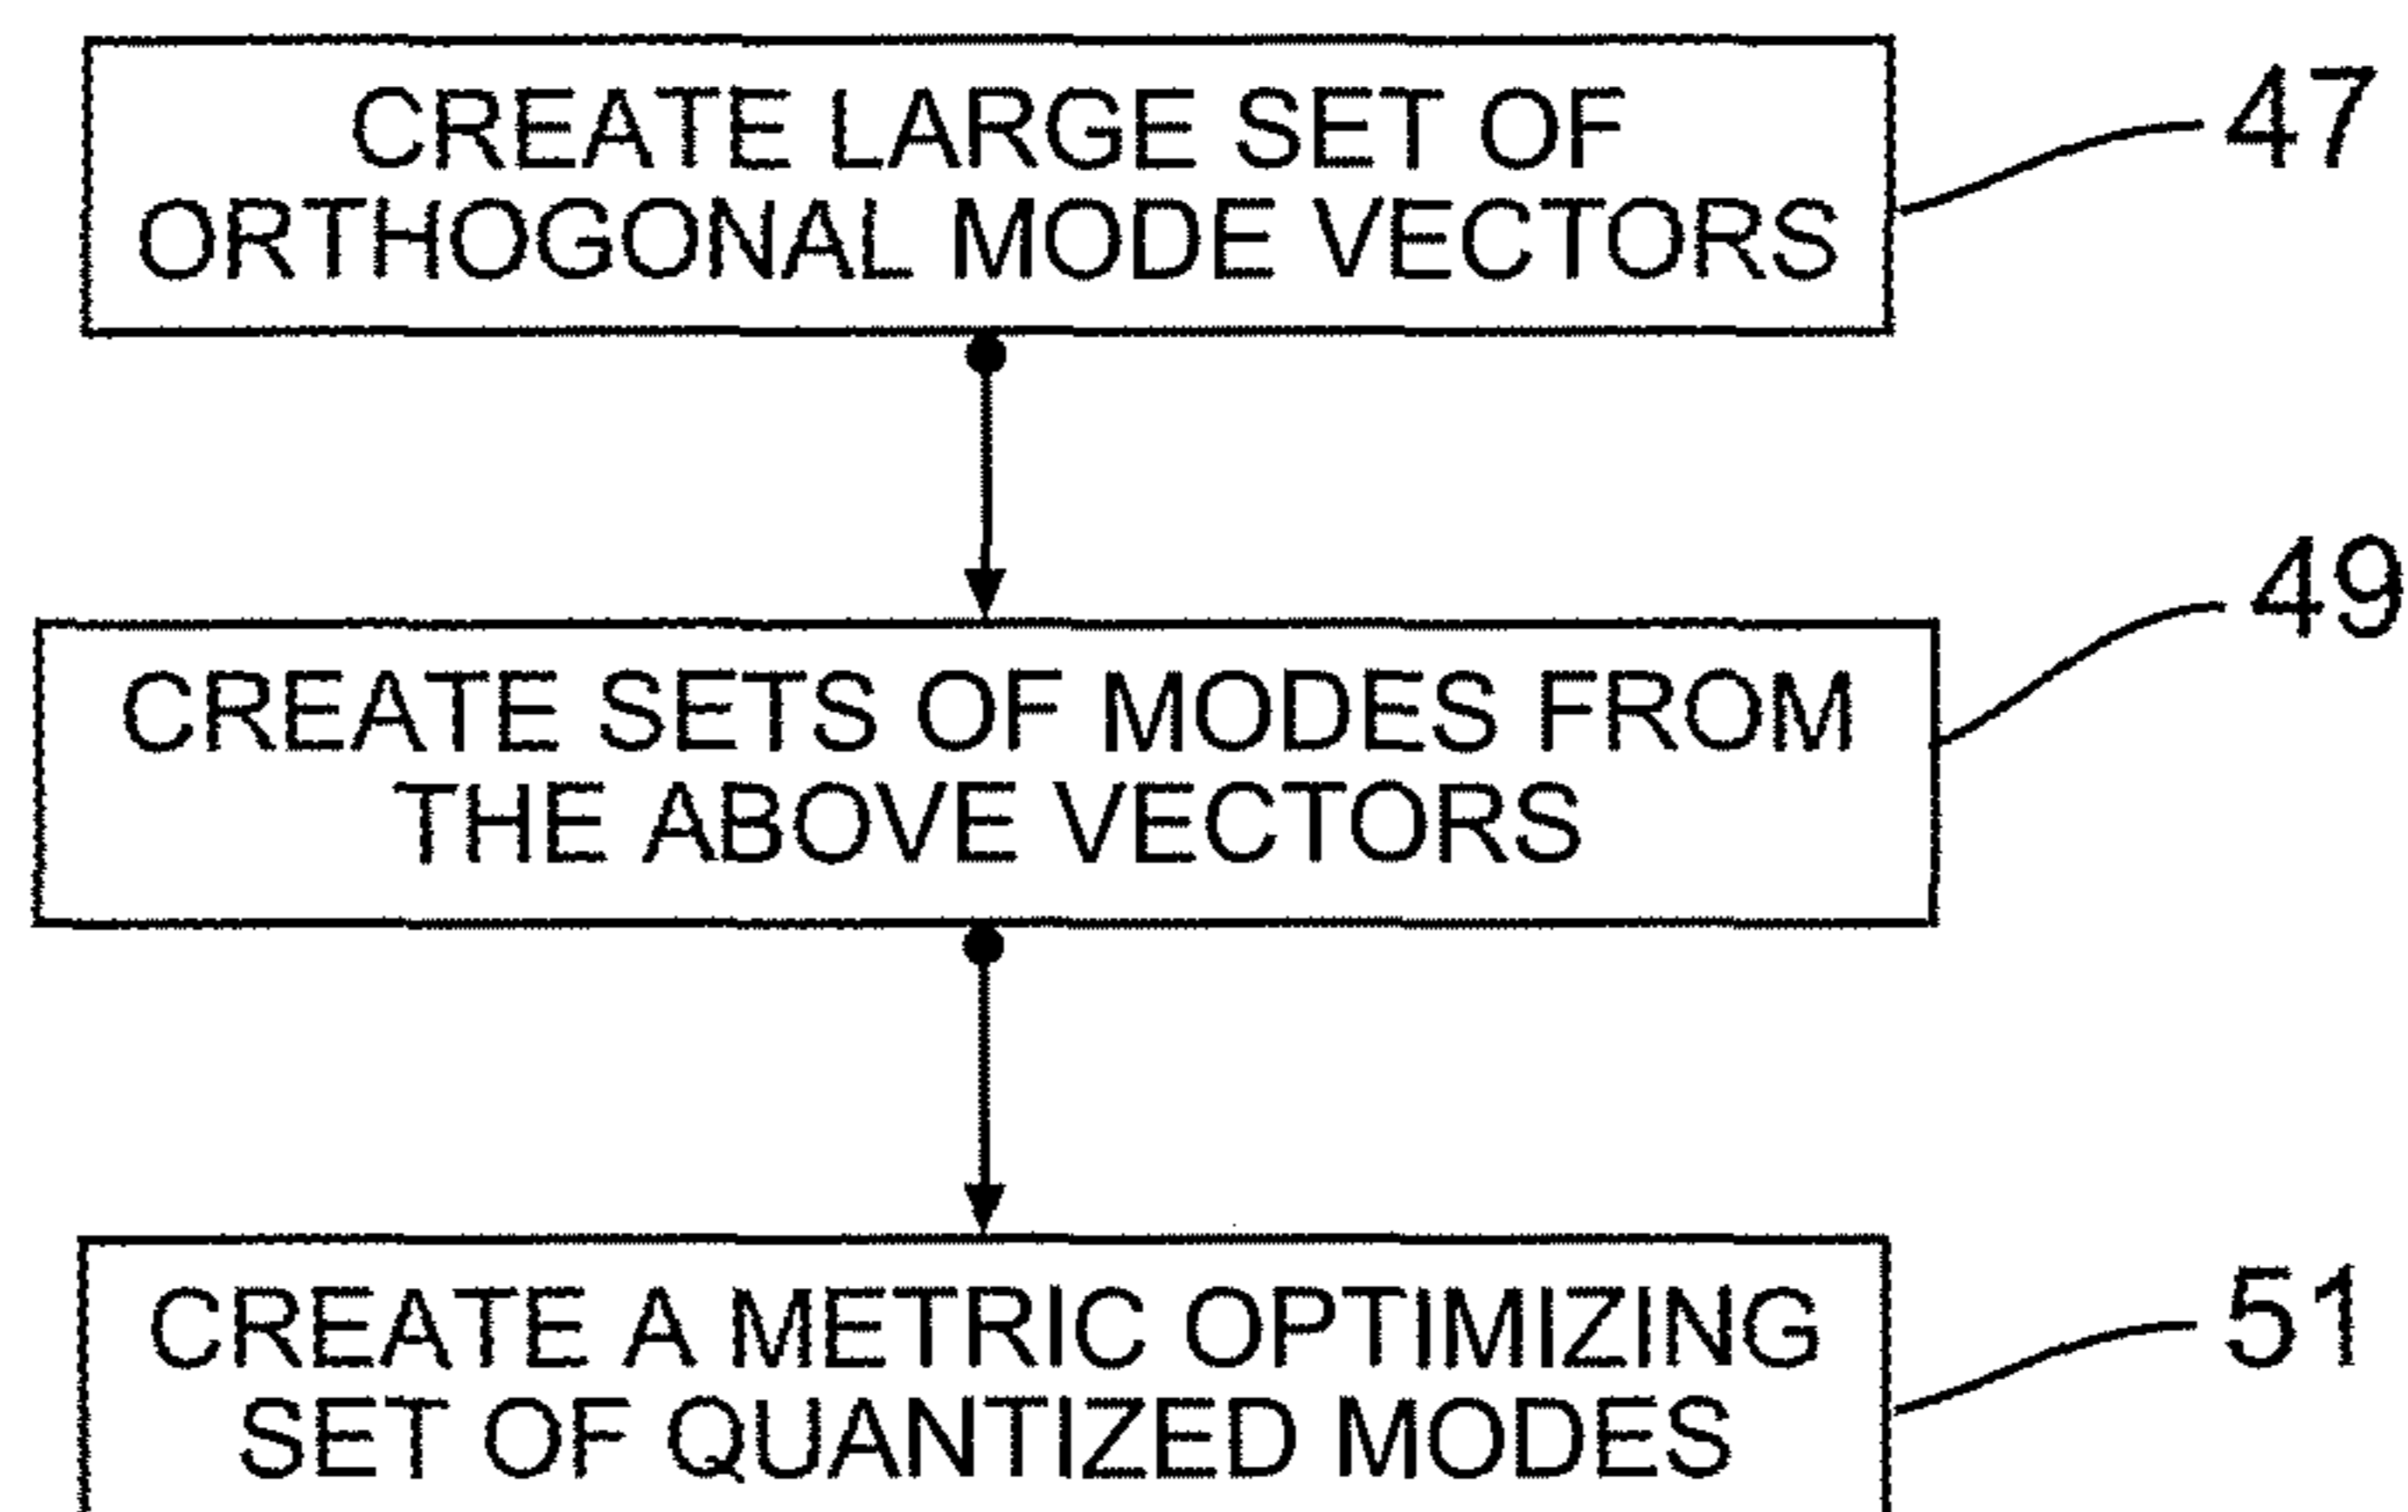 CREATE LARGE SET OF
ORTHOGONAL MODE VECTORS
47
CREATE SETS OF MODES FROM
THE ABOVE VECTORS
49
CREATE A METRIC OPTIMIZING
SET OF QUANTIZED MODES
51